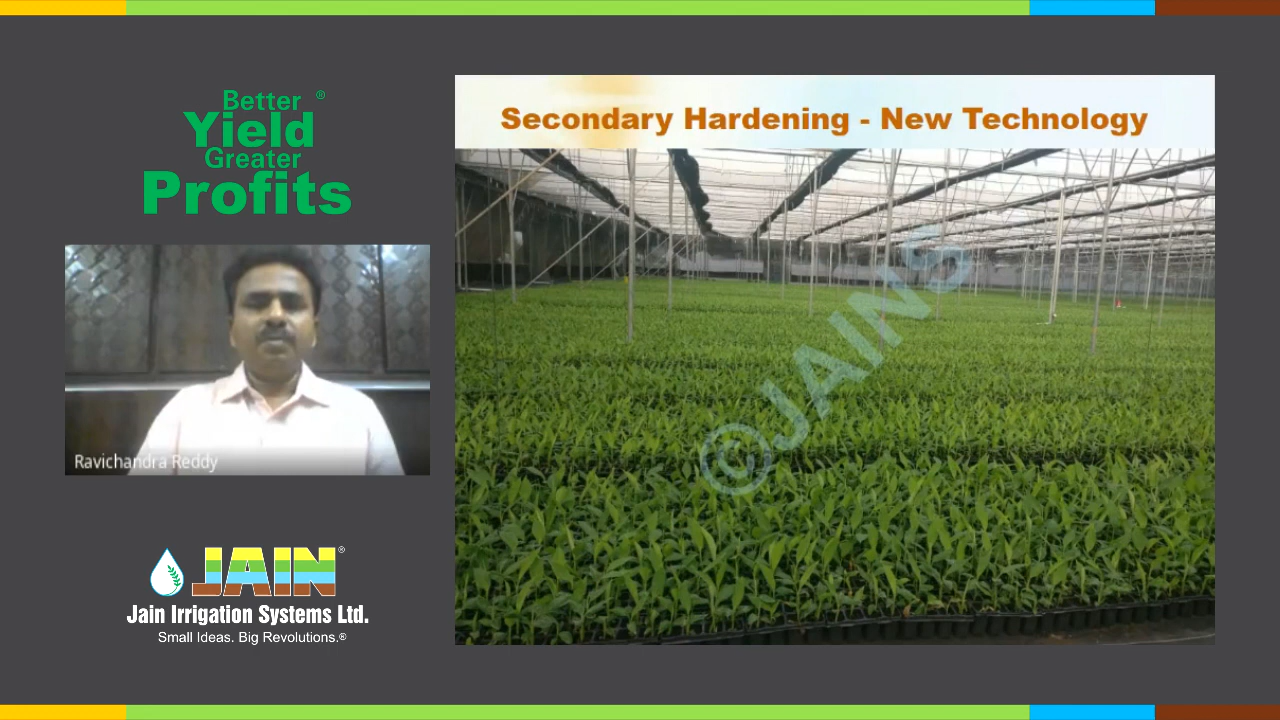 Better ®
Yield
Greater
Profits
Secondary Hardening - New Technology
©JAINS
Ravichandra Reddy
JAIN®
Jain Irrigation Systems Ltd.
Small Ideas. Big Revolutions.®